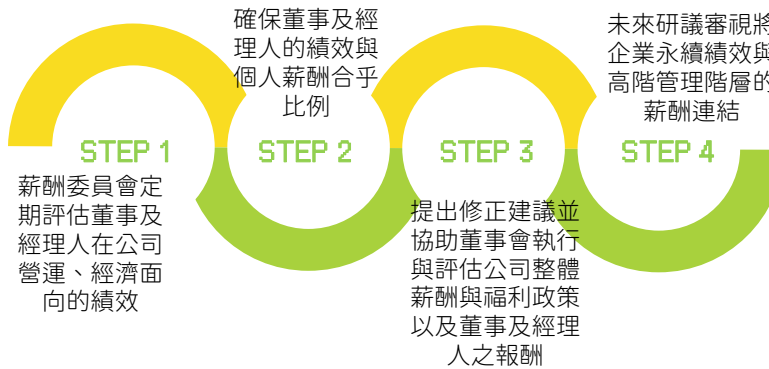 STEP 1
薪酬委員會定
期評估董事及
經理人在公司
營運、經濟面
向的績效
確保董事及經
理人的績效與
個人薪酬合乎
比例
STEP 2
STEP 3
提出修正建議並
協助董事會執行
與評估公司整體
薪酬與福利政策
以及董事及經理
人之報酬
未來研議審視將
企業永續績效與
高階管理階層的
薪酬連結
STEP 4